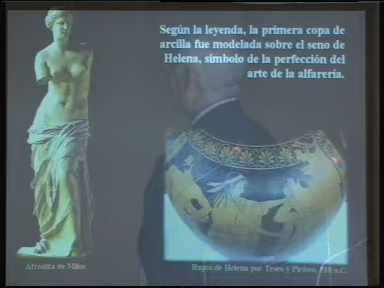 Según la leyenda, la primera copa de
arcilla fue modelada sobre el seno de
Helena, símbolo de la perfección del
arte de la alfarería.
Afrodita de Milos
Rapto de Helena por Teseo y Pirítoo, 510 a.C.